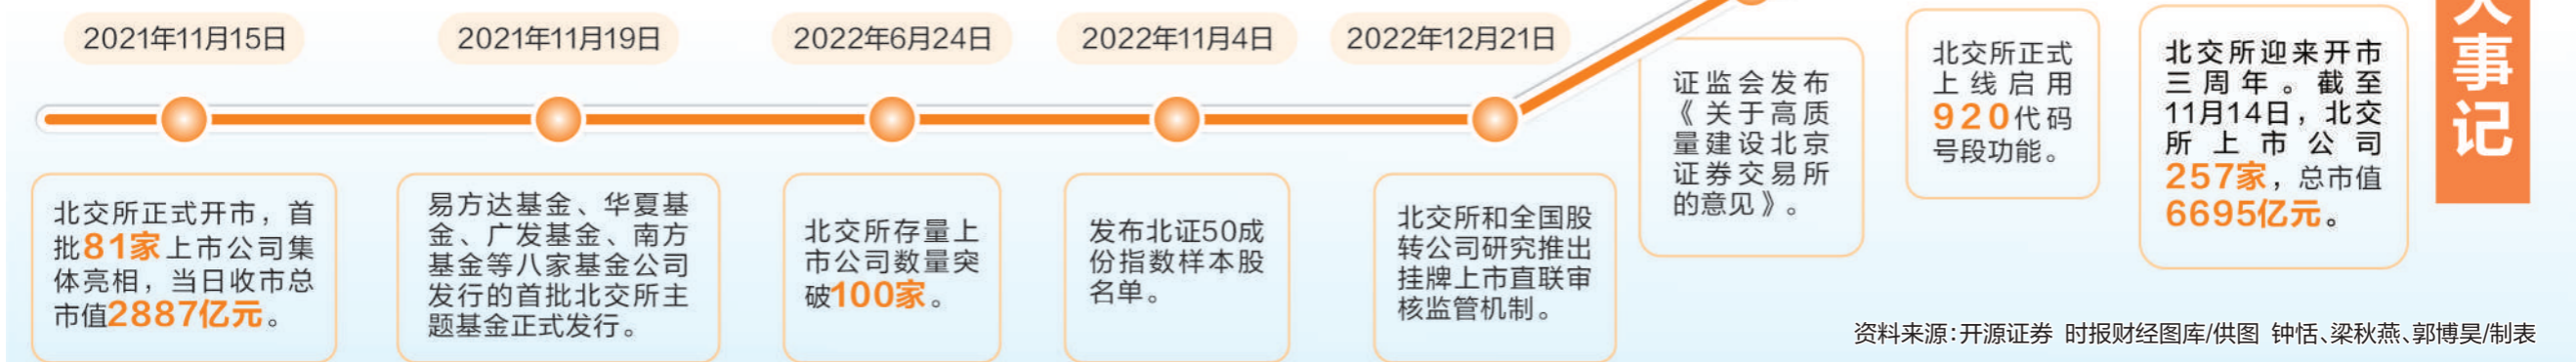 2021年11月15日
北交所正式开市，首
批81家上市公司集
体亮相，当日收市总
市值2887亿元。
2021年11月19日
易方达基金、华夏基
金、广发基金、南方
基金等八家基金公司
发行的首批北交所主
题基金正式发行。
2022年6月24日
北交所存量上
市公司数量突
破100家。
2022年11月4日
发布北证50成
份指数样本股
名单。
2022年12月21日
北交所和全国股
转公司研究推出
挂牌上市直联审
核监管机制。
证监会发布
《关于高质
量建设北京
证券交易所
的意见》。
北交所正式
上线启用
920代码
号段功能。
北交所迎来开市
三周年。截至
11月14日，北交
所上市公司
257家，总市值
6695亿元。
事
记
资料来源：开源证券 时报财经图库/供图 钟恬、梁秋燕、郭博昊/制表